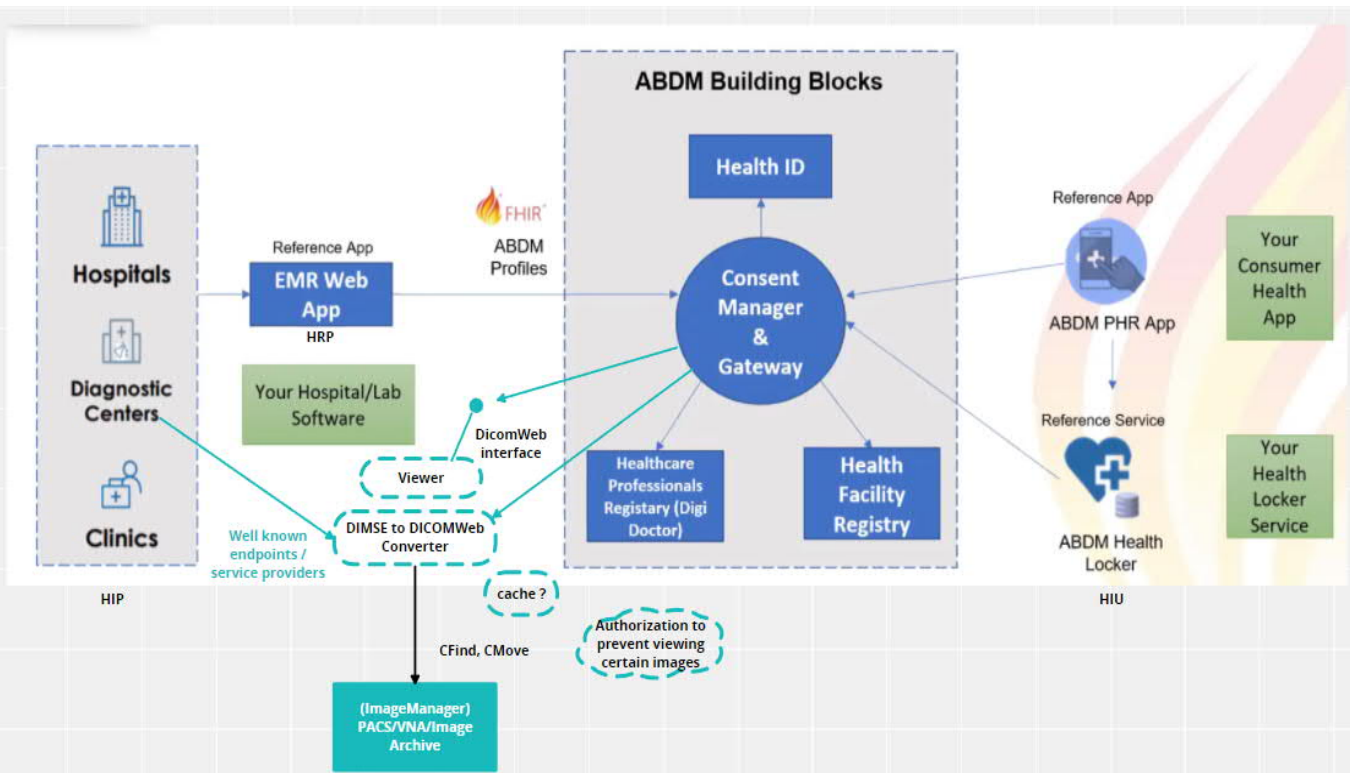 ABDM Building Blocks
Hospitals
Diagnostic
Centers
Clinics
HIP
Reference App
EMR Web
App
HRP
Your Hospital/Lab
Software
FHIR
ABDM
Profiles
Health ID
Consent
Manager
&
Gateway
Healthcare
Professionals
Registary (Digi
Doctor)
Health
Facility
Registry
DicomWeb
interface
Viewer
DIMSE to DICOMWeb
Converter
Well known
endpoints /
service providers
cache ?
Authorization to
prevent viewing
certain images
CFind, CMove
(ImageManager)
PACS/VNA/Image
Archive
Reference App
ABDM PHR App
Reference Service
ABDM Health
Locker
HIU
Your
Consumer
Health
App
Your
Health
Locker
Service